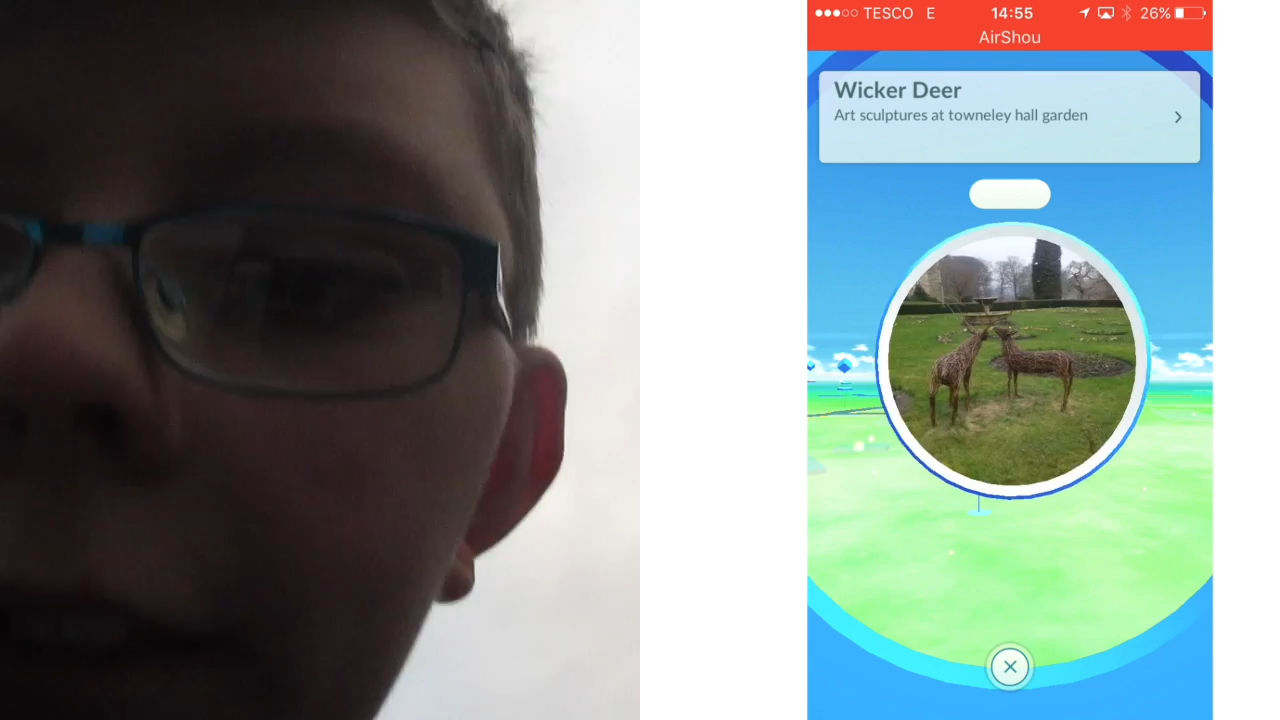 TESCO E 14:55 26%
AirShou
Wicker Deer
Art sculptures at towneley hall garden